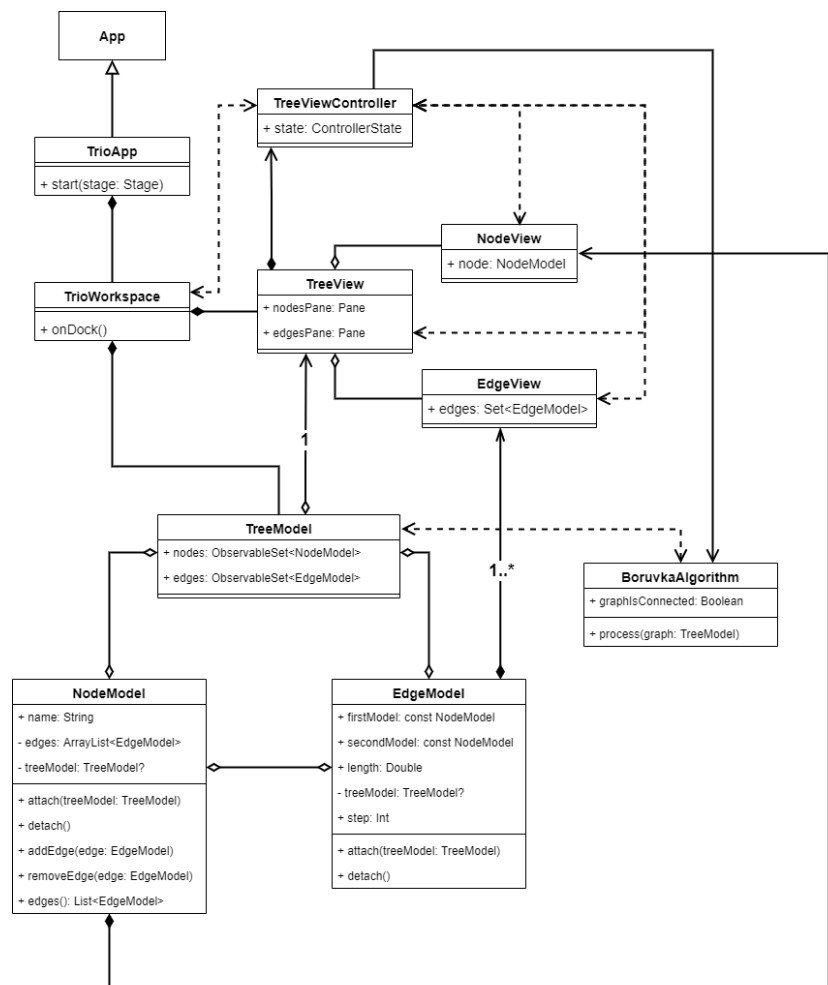 App
TreeViewController
+ state: ControllerState
TrioApp
+ start(stage: Stage)
NodeView
+ node: NodeModel
TreeView
+ nodesPane: Pane
+ edgesPane: Pane
TrioWorkspace
+ onDock()
EdgeView
+ edges: Set<EdgeModel>
1
TreeModel
+ nodes: ObservableSet<NodeModel>
+ edges: ObservableSet<EdgeModel>
1..*
BoruvkaAlgorithm
+ graphIsConnected: Boolean
+ process(graph: TreeModel)
NodeModel
+ name: String
- edges: ArrayList<EdgeModel>
- treeModel: TreeModel?
+ attach(treeModel: TreeModel)
+ detach()
+ addEdge(edge: EdgeModel)
+ removeEdge(edge: EdgeModel)
+ edges(): List<EdgeModel>
EdgeModel
+ firstModel: const NodeModel
+ secondModel: const NodeModel
+ length: Double
- treeModel: TreeModel?
+ step: Int
+ attach(treeModel: TreeModel)
+ detach()